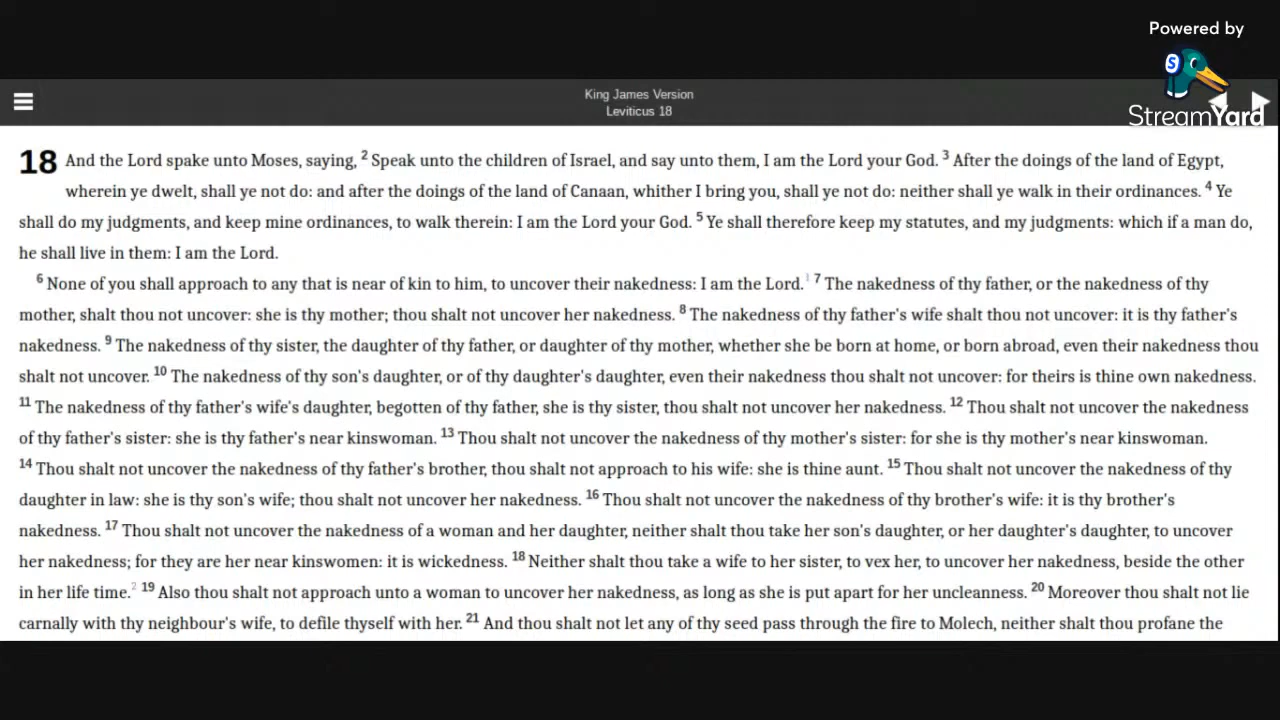 Powered by
StreamYard
King James Version
Leviticus 18
18 And the Lord spake unto Moses, saying, 2 Speak unto the children of Israel, and say unto them, I am the Lord your God. 3 After the doings of the land of Egypt,
wherein ye dwelt, shall ye not do: and after the doings of the land of Canaan, whither I bring you, shall ye not do: neither shall ye walk in their ordinances. 4 Ye
shall do my judgments, and keep mine ordinances, to walk therein: I am the Lord your God. 5 Ye shall therefore keep my statutes, and my judgments: which if a man do,
he shall live in them: I am the Lord.
6 None of you shall approach to any that is near of kin to him, to uncover their nakedness: I am the Lord. 1 7 The nakedness of thy father, or the nakedness of thy
mother, shalt thou not uncover: she is thy mother; thou shalt not uncover her nakedness. 8 The nakedness of thy father's wife shalt thou not uncover: it is thy father's
nakedness. 9 The nakedness of thy sister, the daughter of thy father, or daughter of thy mother, whether she be born at home, or born abroad, even their nakedness thou
shalt not uncover. 10 The nakedness of thy son's daughter, or of thy daughter's daughter, even their nakedness thou shalt not uncover: for theirs is thine own nakedness.
11 The nakedness of thy father's wife's daughter, begotten of thy father, she is thy sister, thou shalt not uncover her nakedness. 12 Thou shalt not uncover the nakedness
of thy father's sister: she is thy father's near kinswoman. 13 Thou shalt not uncover the nakedness of thy mother's sister: for she is thy mother's near kinswoman.
14 Thou shalt not uncover the nakedness of thy father's brother, thou shalt not approach to his wife: she is thine aunt. 15 Thou shalt not uncover the nakedness of thy
daughter in law: she is thy son's wife; thou shalt not uncover her nakedness. 16 Thou shalt not uncover the nakedness of thy brother's wife: it is thy brother's
nakedness. 17 Thou shalt not uncover the nakedness of a woman and her daughter, neither shalt thou take her son's daughter, or her daughter's daughter, to uncover
her nakedness; for they are her near kinswomen: it is wickedness. 18 Neither shalt thou take a wife to her sister, to vex her, to uncover her nakedness, beside the other
in her life time. 2 19 Also thou shalt not approach unto a woman to uncover her nakedness, as long as she is put apart for her uncleanness. 20 Moreover thou shalt not lie
carnally with thy neighbour's wife, to defile thyself with her. 21 And thou shalt not let any of thy seed pass through the fire to Molech, neither shalt thou profane the